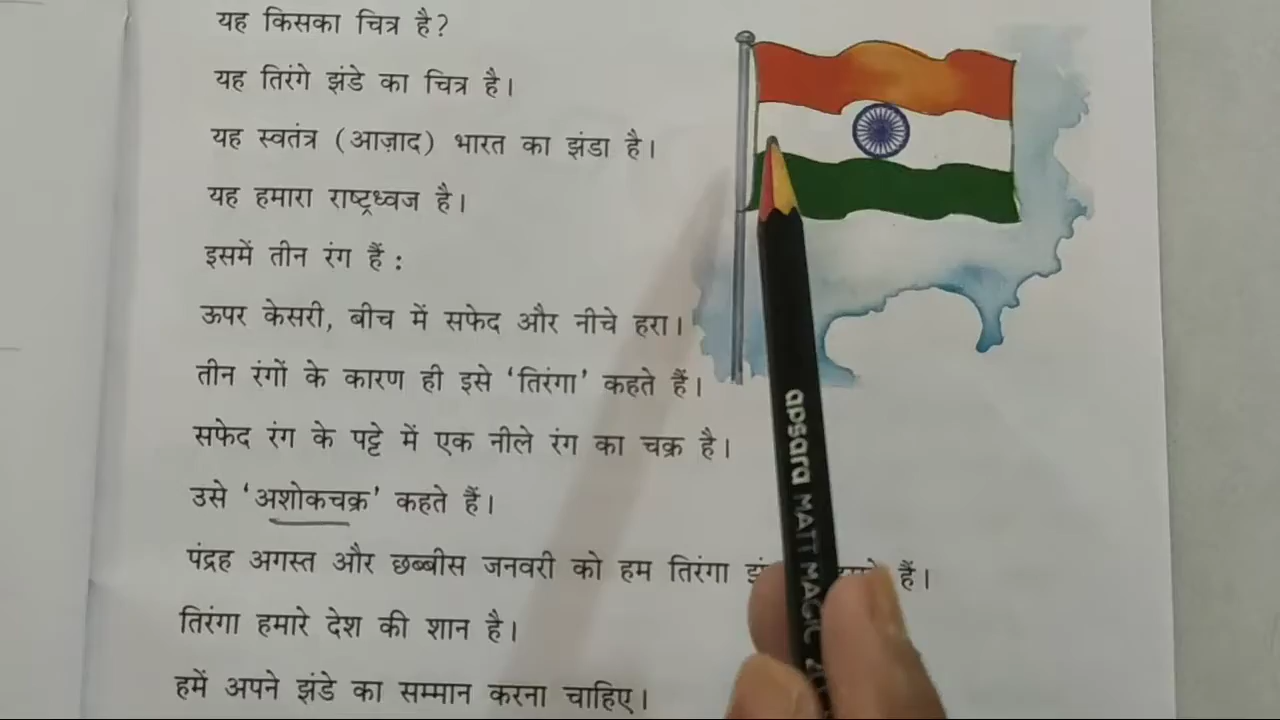 यह किसका चित्र है?
यह तिरंगे झंडे का चित्र है।
यह स्वतंत्र (आज़ाद) भारत का झंडा है।
यह हमारा राष्ट्रध्वज है।
इसमें तीन रंग हैं :
ऊपर केसरी, बीच में सफेद और नीचे हरा।
तीन रंगों के कारण ही इसे ‘तिरंगा’ कहते हैं।
सफेद रंग के पट्टे में एक नीले रंग का चक्र है।
उसे ‘अशोकचक्र’ कहते हैं।
पंद्रह अगस्त और छब्बीस जनवरी को हम तिरंगा हैं।
तिरंगा हमारे देश की शान है।
हमें अपने झंडे का सम्मान करना चाहिए।
apsara MATT MAGIC